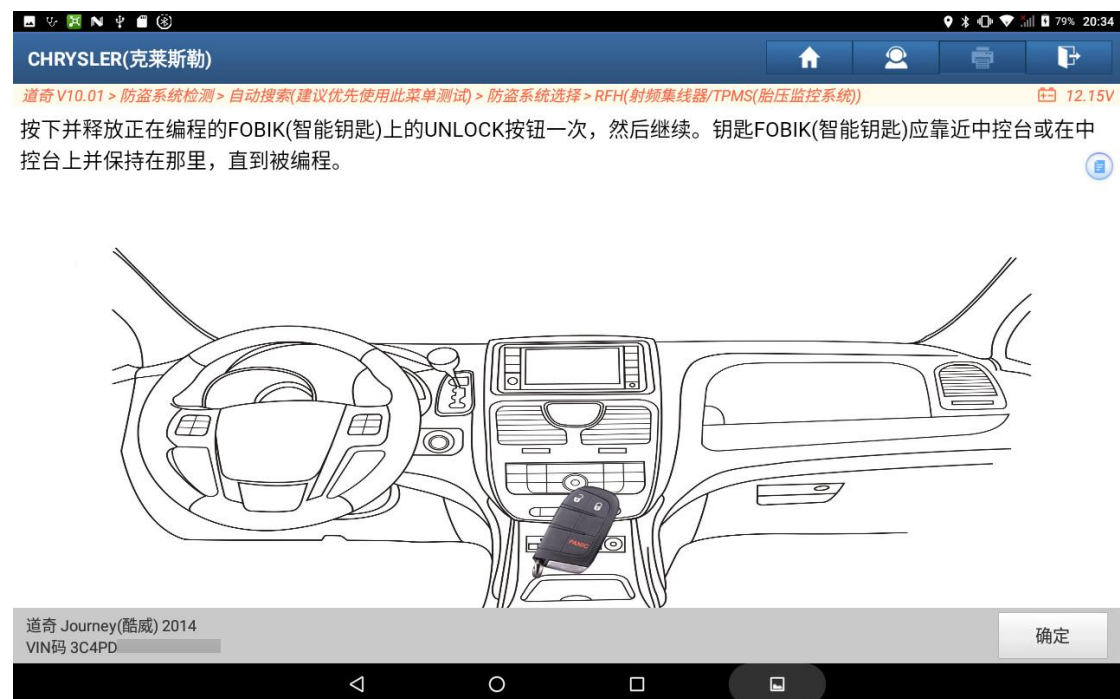 79% 20:34
CHRYSLER(克莱斯勒)
道奇 V10.01 > 防盗系统检测 > 自动搜索(建议优先使用此菜单测试) > 防盗系统选择 > RFH(射频集线器/TPMS(胎压监控系统))
12.15V
按下并释放正在编程的FOBIK(智能钥匙)上的UNLOCK按钮一次，然后继续。钥匙FOBIK(智能钥匙)应靠近中控台或在中
控台上并保持在那里，直到被编程。
PANIC
道奇 Journey(酷威) 2014
VIN码 3C4PD
确定